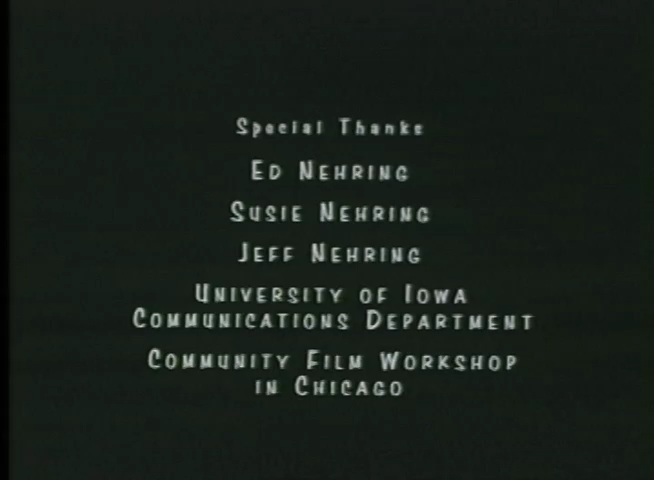 Special Thanks
Ed Nehring
Susie Nehring
Jeff Nehring
University of Iowa
Communications Department
Community Film Workshop
in Chicago